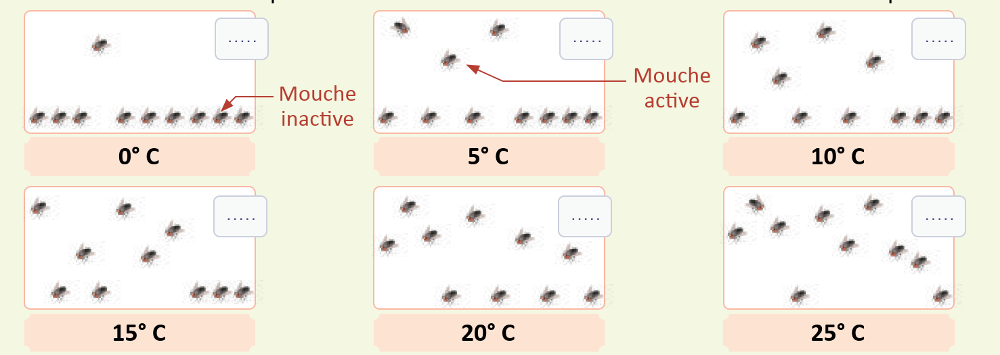 .....
.....
.....
Mouche
inactive
Mouche
active
0° C
5° C
10° C
.....
.....
.....
15° C
20° C
25° C